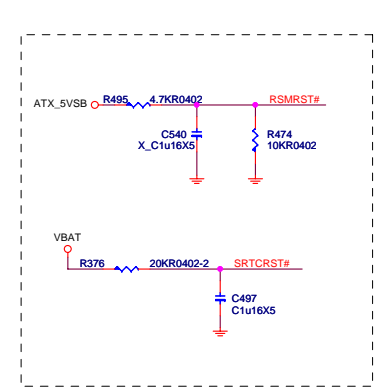 R495 4.7KR0402 RSMRST#
ATX_5VSB
C540 R474
X_C1u16X5 10KR0402
VBAT
R376 20KR0402-2 SRTCRST#
C497
C1u16X5